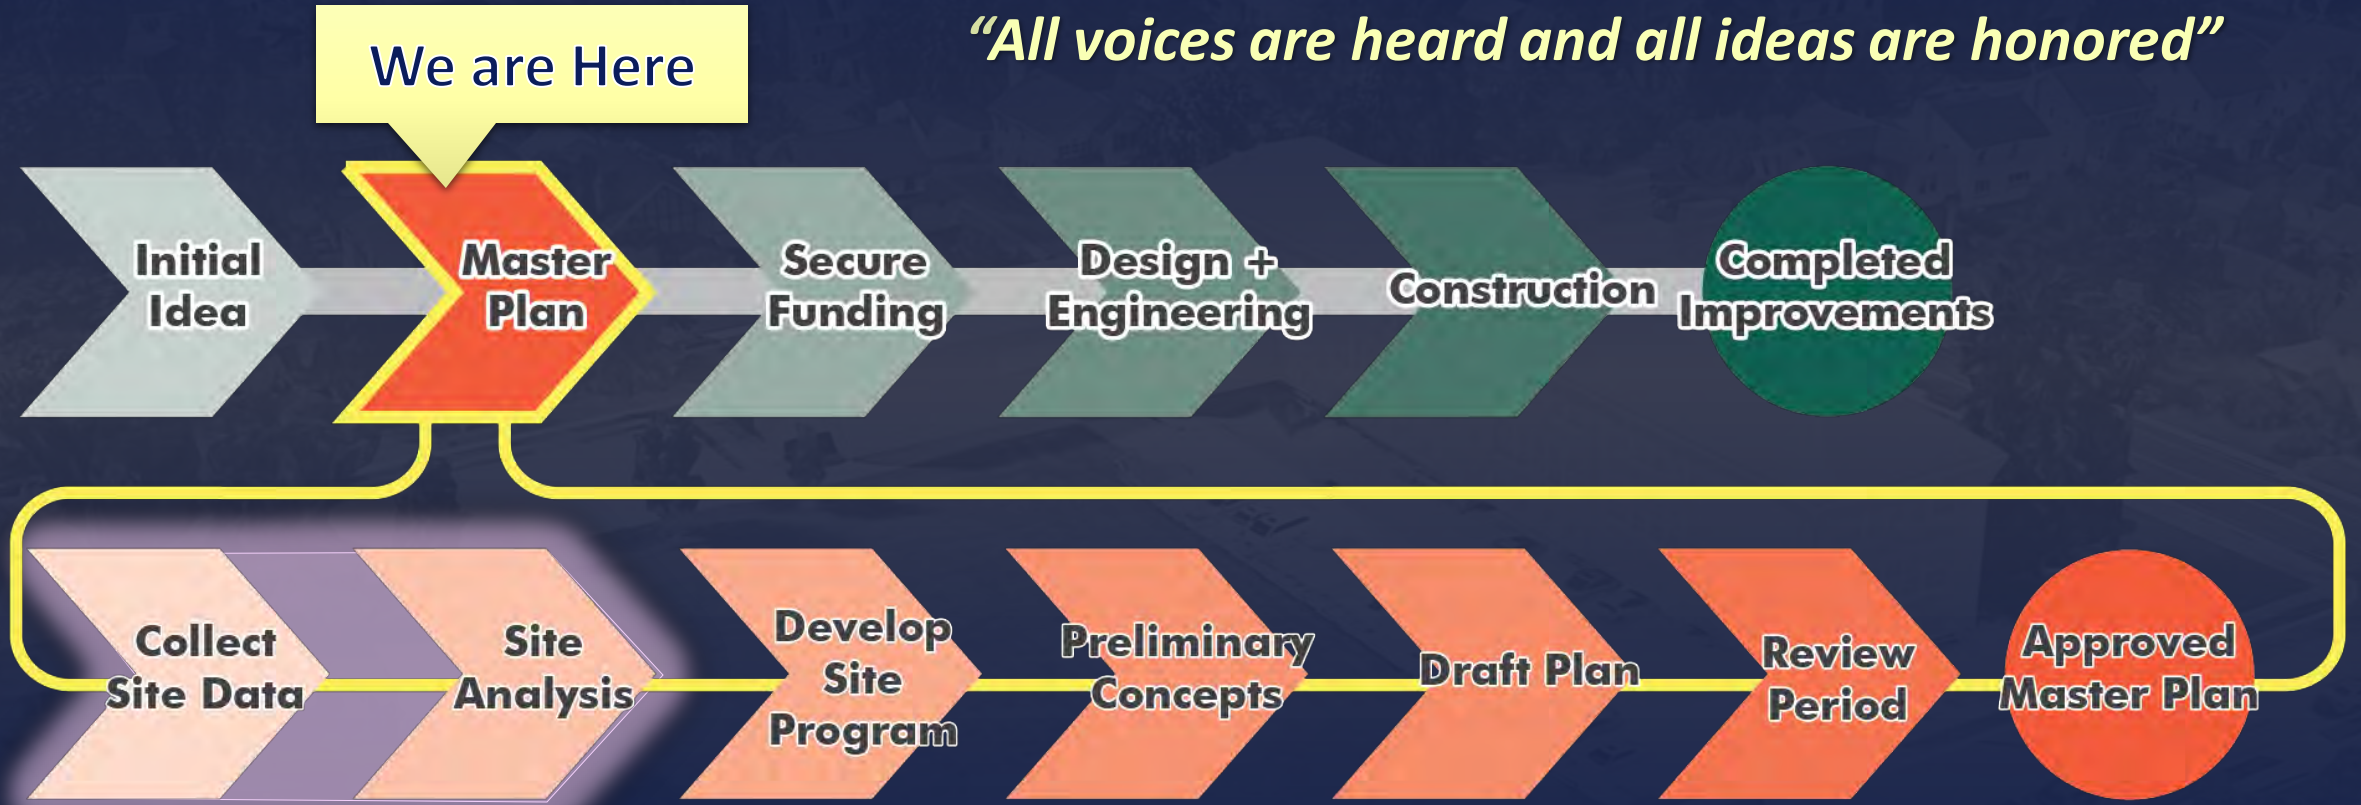 “All voices are heard and all ideas are honored”
We are Here
Initial
Idea
Master
Plan
Secure
Funding
Design +
Engineering
Construction
Completed
Improvements
Collect
Site Data
Site
Analysis
Develop
Site
Program
Preliminary
Concepts
Draft Plan
Review
Period
Approved
Master Plan